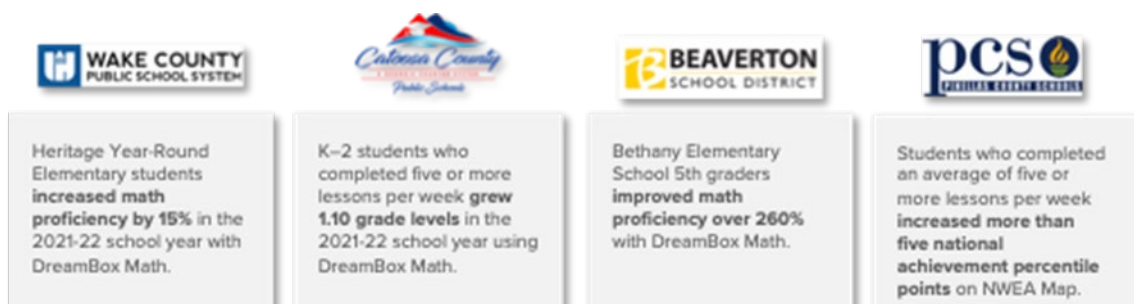 WAKE COUNTY
PUBLIC SCHOOL SYSTEM
Heritage Year-Round
Elementary students
increased math
proficiency by 15% in the
2021-22 school year with
DreamBox Math.
Catoosa County
Public Schools
K–2 students who
completed five or more
lessons per week grew
1.10 grade levels in the
2021-22 school year using
DreamBox Math.
B
BEAVERTON
SCHOOL DISTRICT
Bethany Elementary
School 5th graders
improved math
proficiency over 260%
with DreamBox Math.
pcs
PINELLAS COUNTY SCHOOLS
Students who completed
an average of five or
more lessons per week
increased more than
five national
achievement percentile
points on NWEA Map.